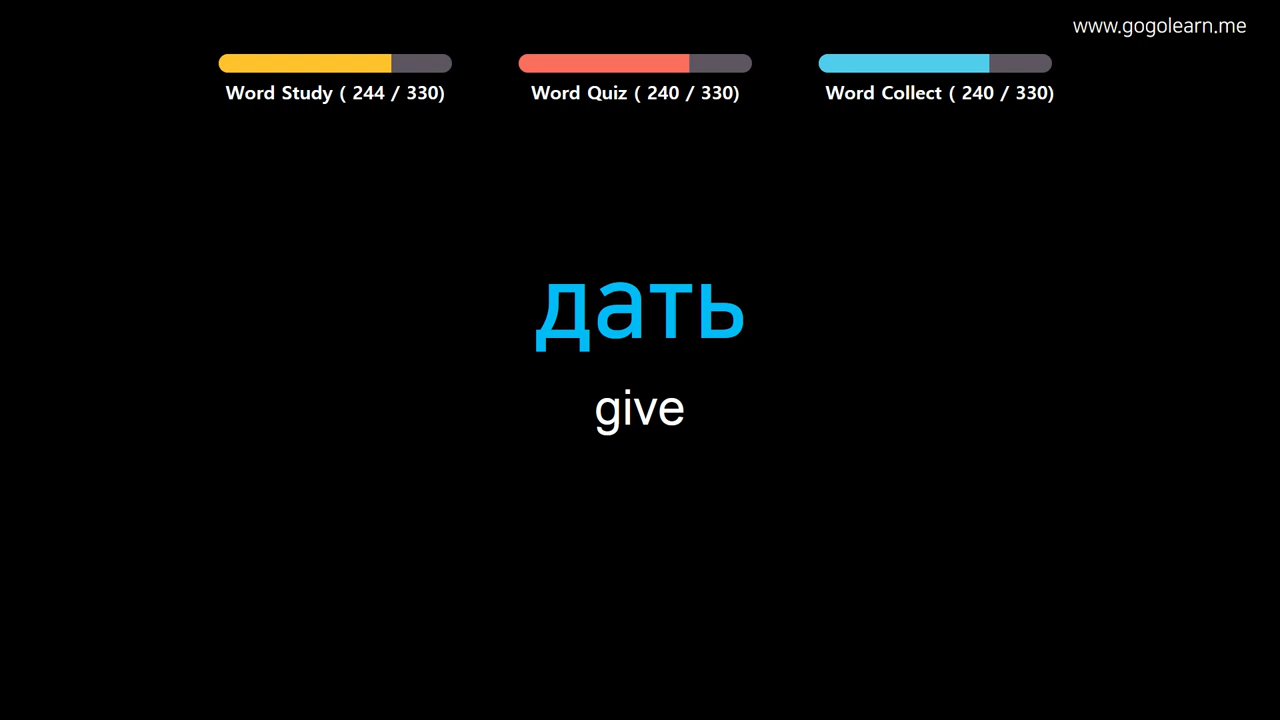 www.gogolearn.me
Word Study ( 244 / 330)
Word Quiz ( 240 / 330)
Word Collect ( 240 / 330)
дать
give